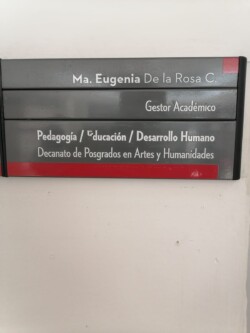 Ma. Eugenia De la Rosa C.
Gestor Académico
Pedagogía / Educación / Desarrollo Humano
Decanato de Posgrados en Artes y Humanidades